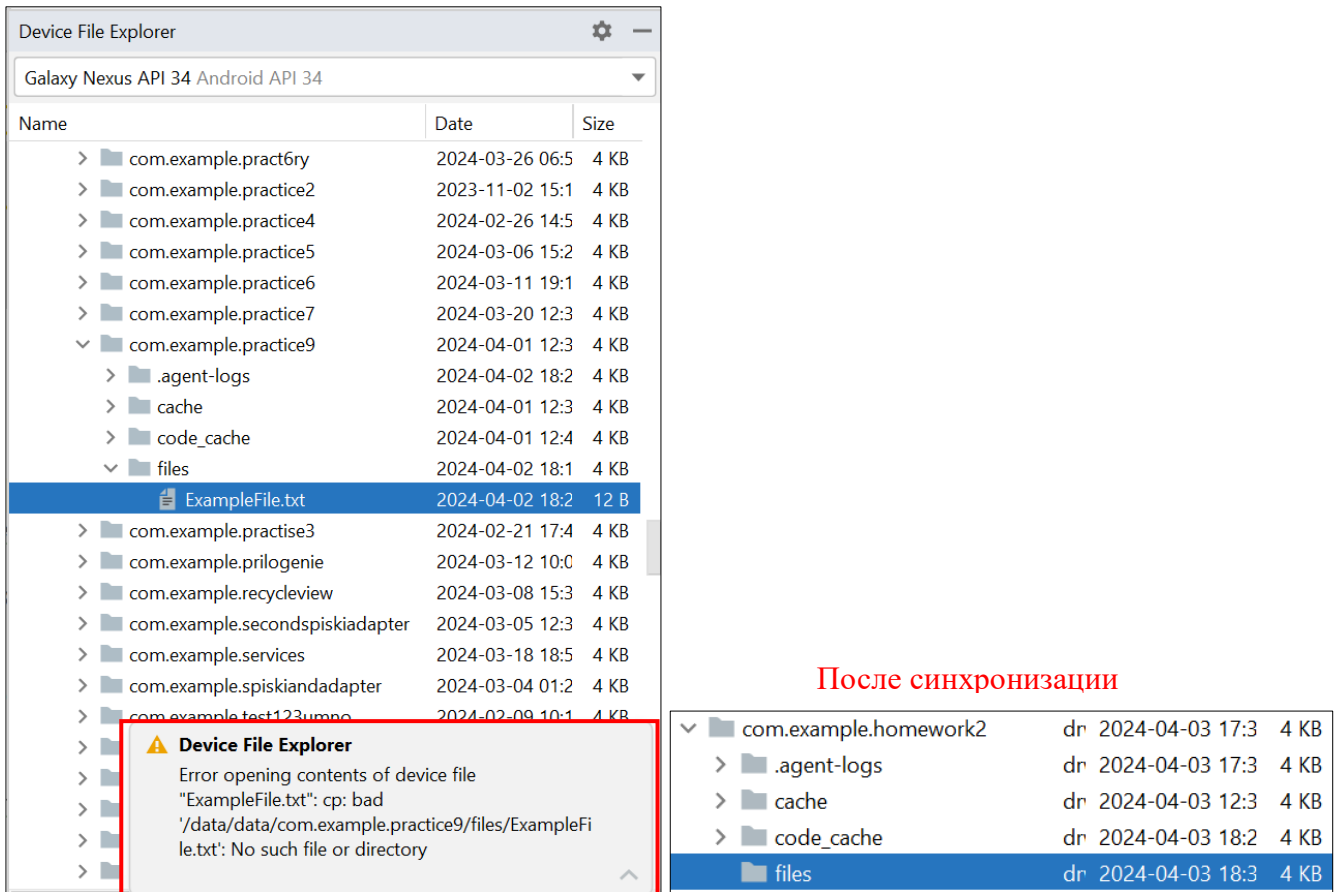 Device File Explorer
Galaxy Nexus API 34 Android API 34
Name Date Size
com.example.pract6ry 2024-03-26 06:5 4 KB
com.example.practice2 2023-11-02 15:1 4 KB
com.example.practice4 2024-02-26 14:5 4 KB
com.example.practice5 2024-03-06 15:2 4 KB
com.example.practice6 2024-03-11 19:1 4 KB
com.example.practice7 2024-03-20 12:3 4 KB
com.example.practice9 2024-04-01 12:3 4 KB
.agent-logs 2024-04-02 18:2 4 KB
cache 2024-04-01 12:3 4 KB
code_cache 2024-04-01 12:4 4 KB
files 2024-04-02 18:1 4 KB
ExampleFile.txt 2024-04-02 18:2 12 B
com.example.practise3 2024-02-21 17:4 4 KB
com.example.prilogenie 2024-03-12 10:0 4 KB
com.example.recycleview 2024-03-08 15:3 4 KB
com.example.secondspiskiadapter 2024-03-05 12:3 4 KB
com.example.services 2024-03-18 18:5 4 KB
com.example.spiskiandadapter 2024-03-04 01:2 4 KB
com.example.test123umno 2024-02-09 10:1 4 KB
Device File Explorer
Error opening contents of device file
"ExampleFile.txt": cp: bad
'/data/data/com.example.practice9/files/ExampleFi
le.txt': No such file or directory
После синхронизации
com.example.homework2 dr 2024-04-03 17:3 4 KB
.agent-logs dr 2024-04-03 17:3 4 KB
cache dr 2024-04-03 12:3 4 KB
code_cache dr 2024-04-03 18:2 4 KB
files dr 2024-04-03 18:3 4 KB